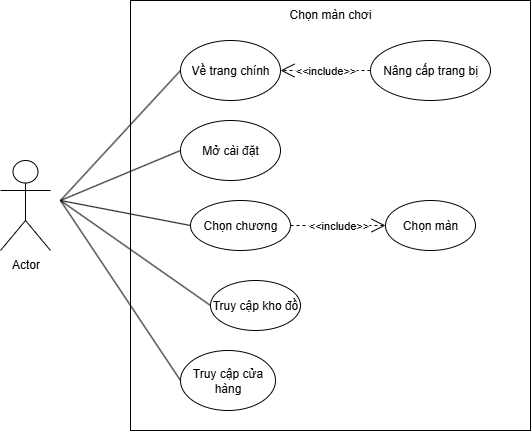 Chọn màn chơi
Về trang chính
<<include>>
Nâng cấp trang bị
Mở cài đặt
Chọn chương
<<include>>
Chọn màn
Actor
Truy cập kho đồ
Truy cập cửa
hàng